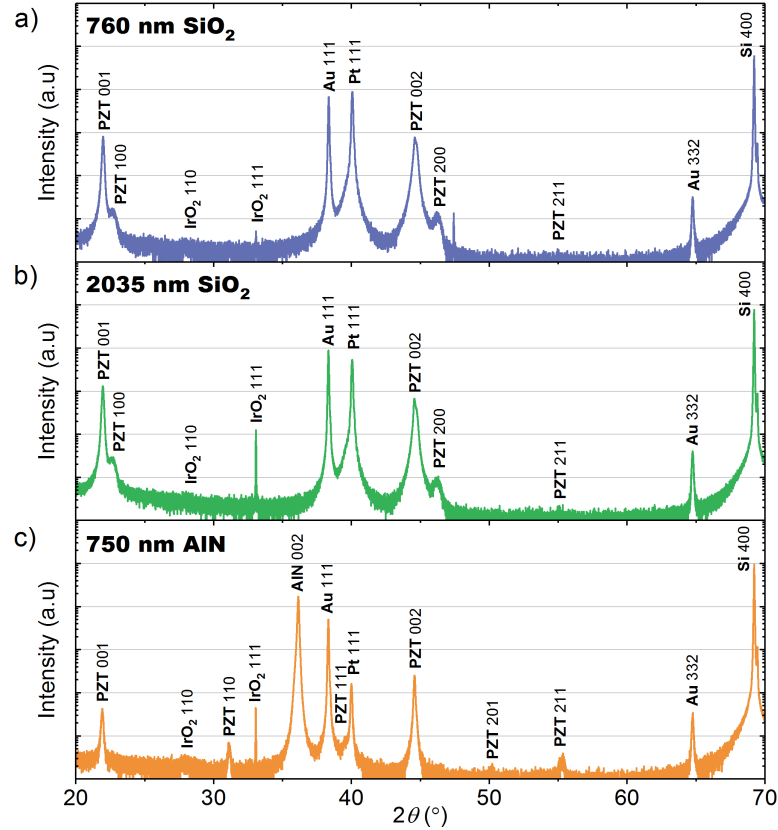 a)
760 nm SiO₂
Intensity (a.u)
PZT 001
PZT 100
IrO₂ 110
IrO₂ 111
Au 111
Pt 111
PZT 002
PZT 200
PZT 211
Au 332
Si 400
b)
2035 nm SiO₂
Intensity (a.u)
PZT 001
PZT 100
IrO₂ 110
IrO₂ 111
Au 111
Pt 111
PZT 002
PZT 200
PZT 211
Au 332
Si 400
c)
750 nm AlN
Intensity (a.u)
PZT 001
IrO₂ 110
PZT 110
IrO₂ 111
AlN 002
Au 111
PZT 111
Pt 111
PZT 002
PZT 201
PZT 211
Au 332
Si 400
20 30 40 50 60 70
2θ (°)